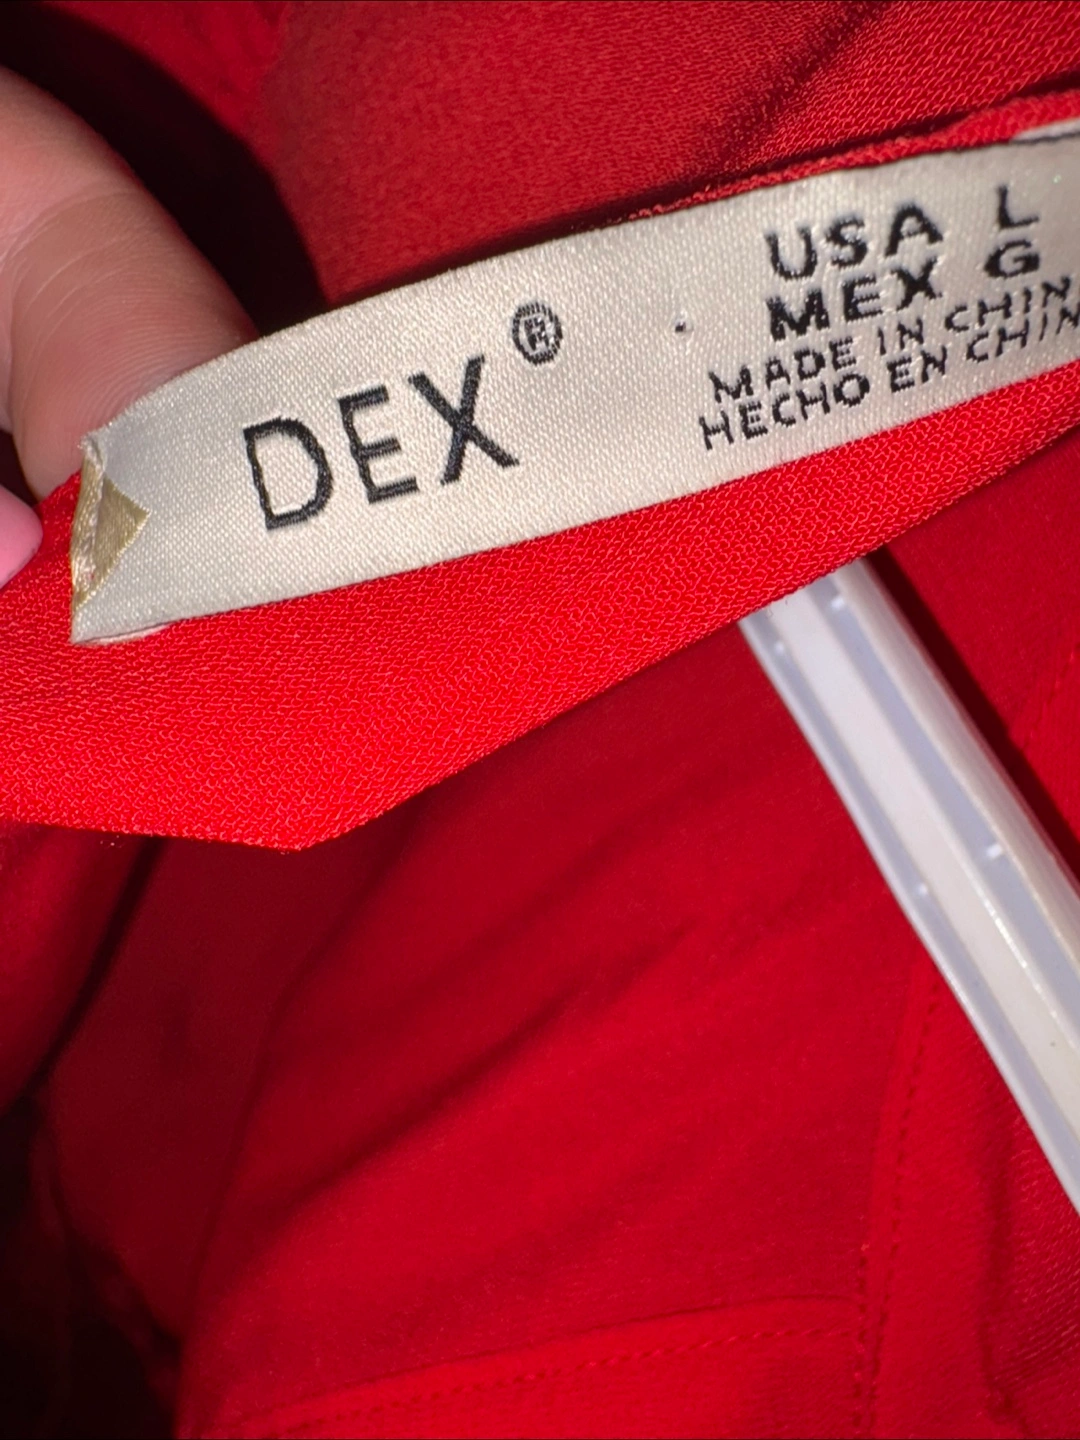 DEX®
USA L
MEX G
MADE IN CHIN
HECHO EN CHIN